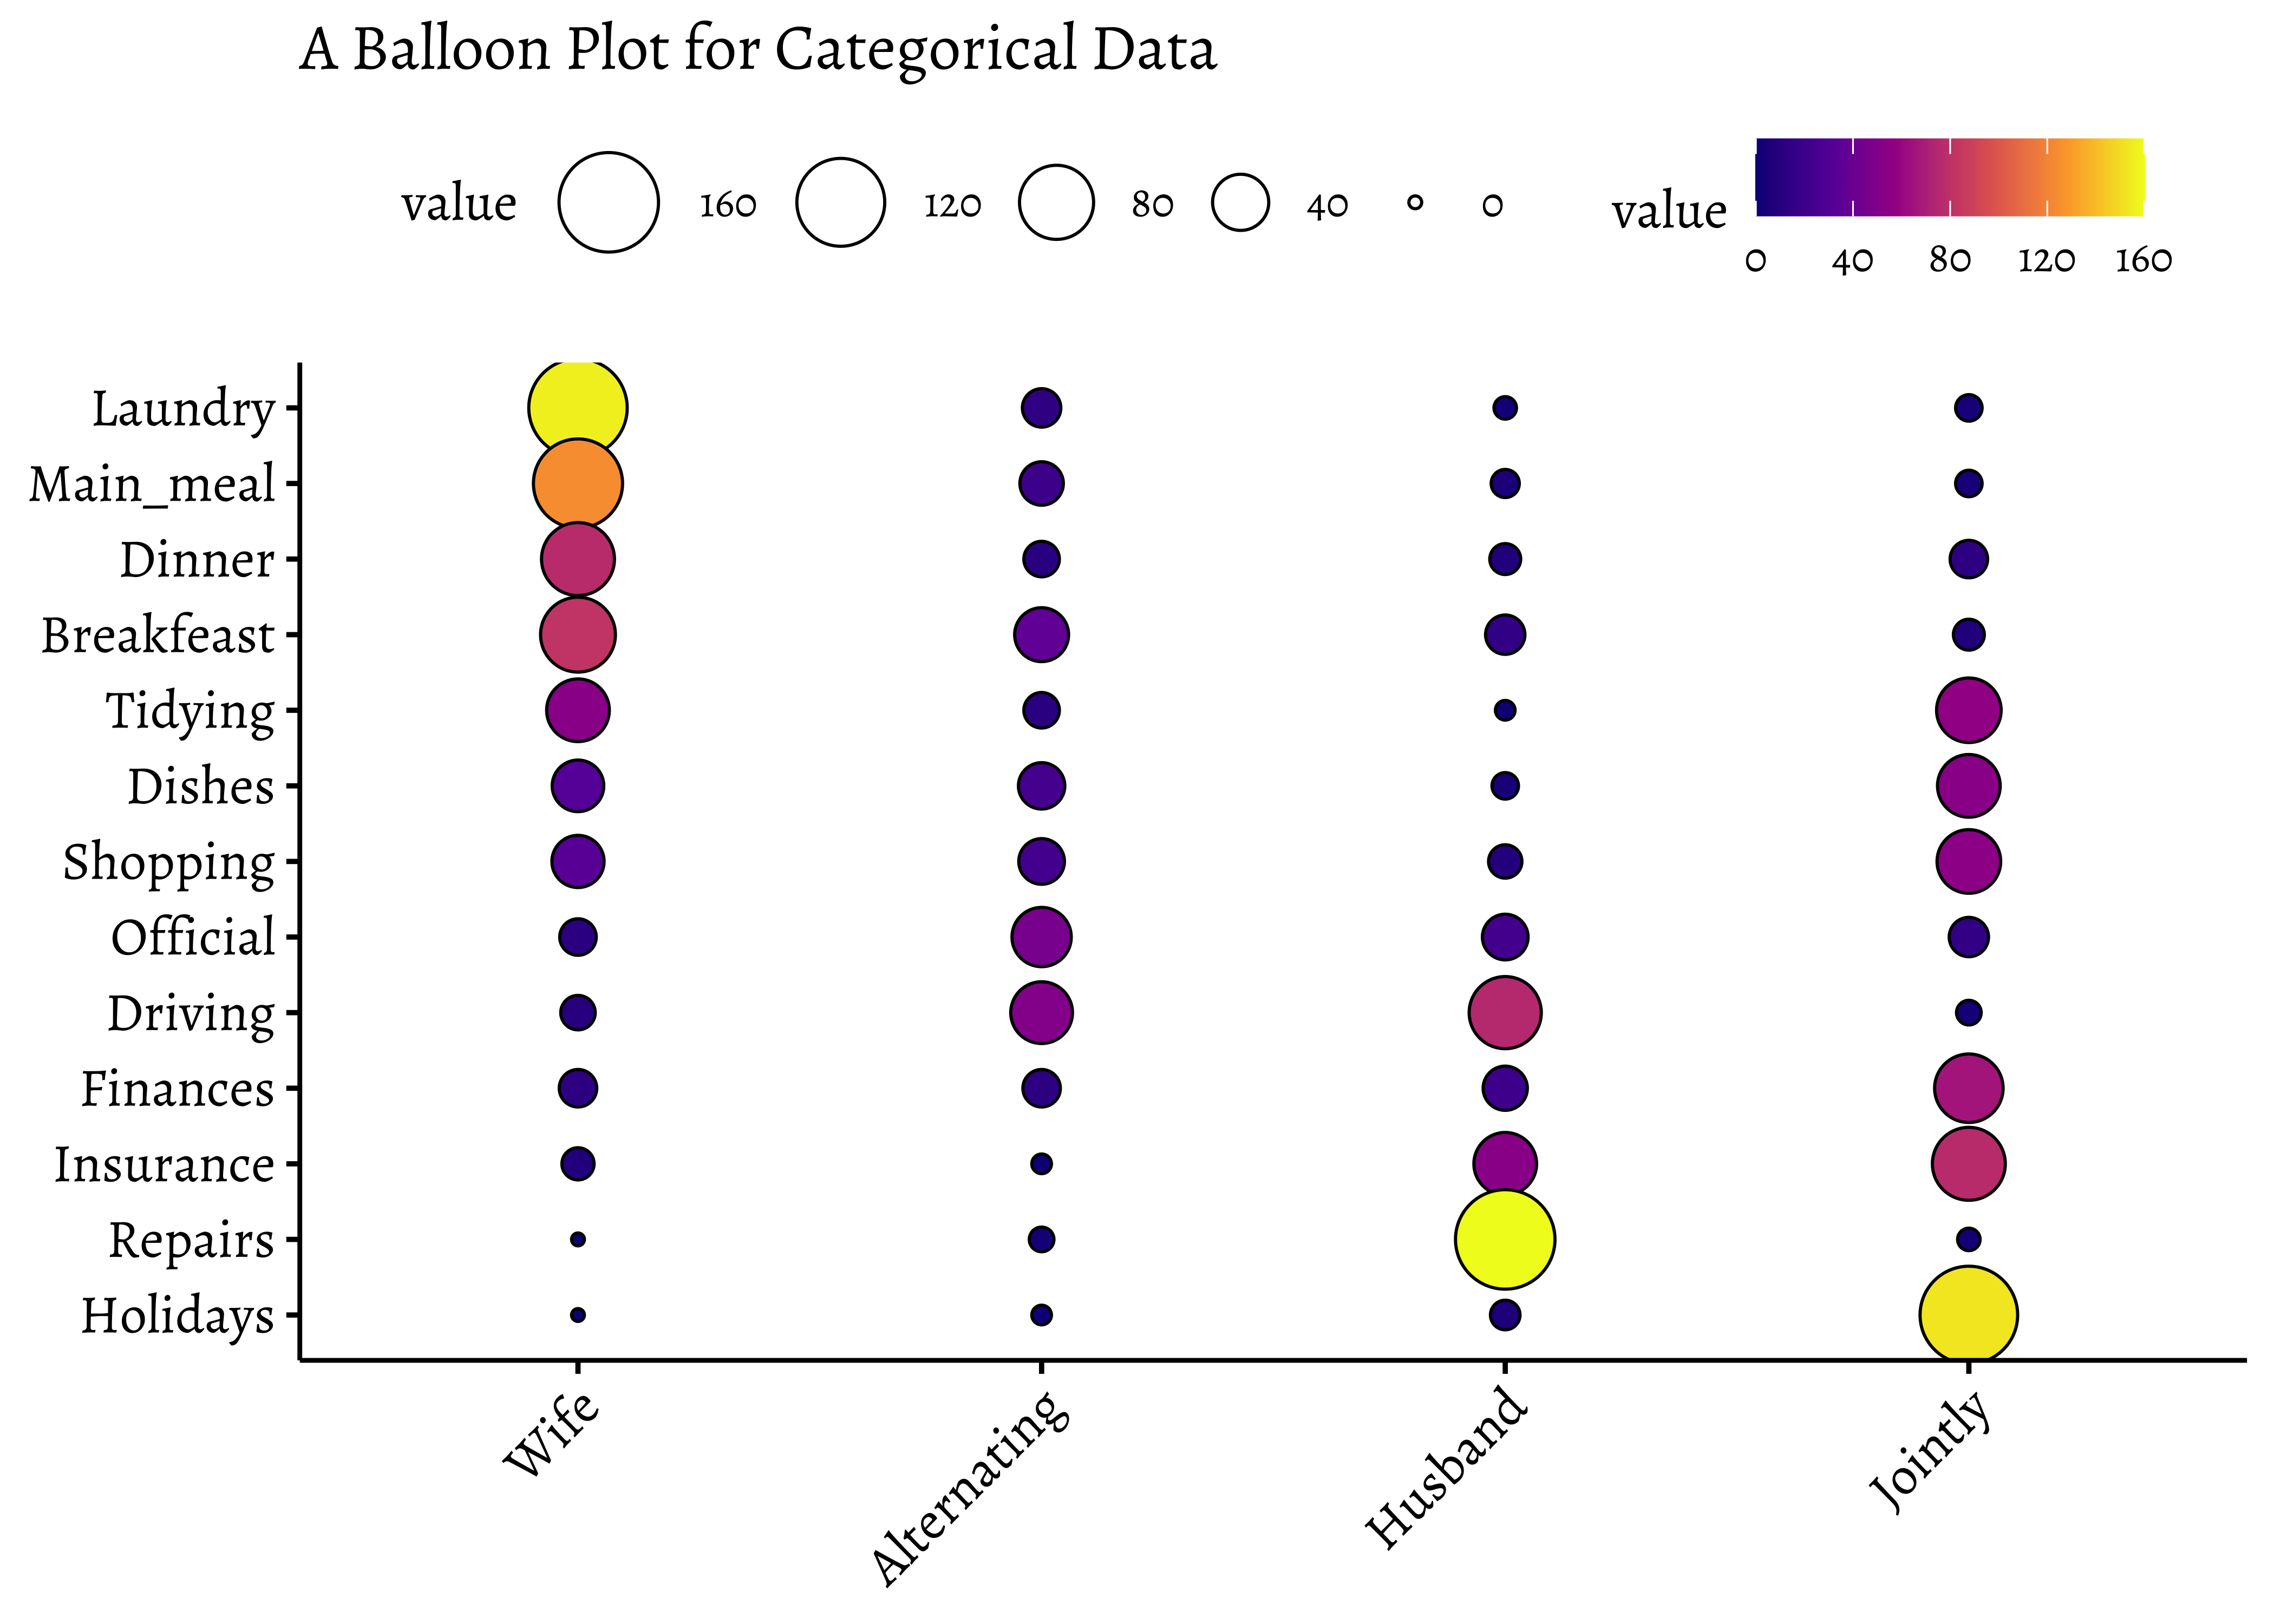 A Balloon Plot for Categorical Data
value 160 120 80 40 0
value
0 40 80 120 160
Laundry
Main_meal
Dinner
Breakfeast
Tidying
Dishes
Shopping
Official
Driving
Finances
Insurance
Repairs
Holidays
Wife
Alternating
Husband
Jointly